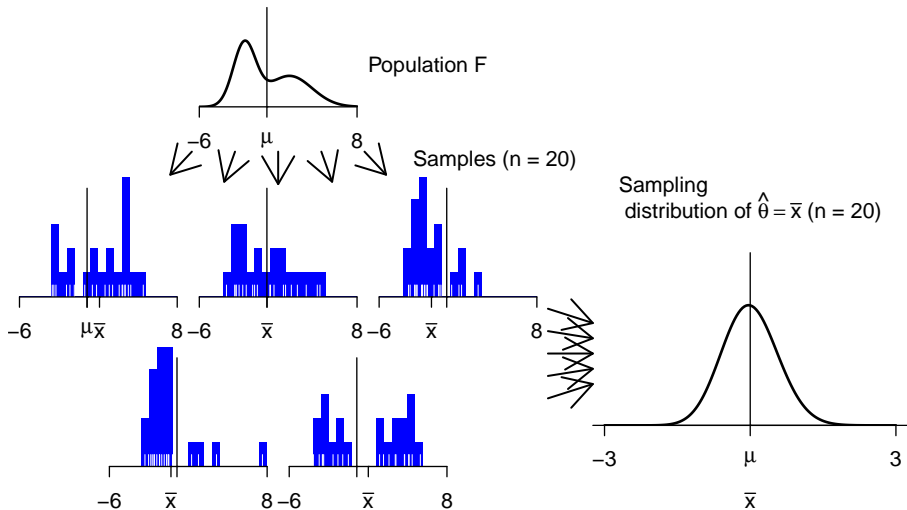 Population F
−6 μ 8
Samples (n = 20)
Sampling
distribution of θ̂ = x̄ (n = 20)
−6 μ x̄ 8
−6 x̄ 8
−6 x̄ 8
−3 μ 3
x̄
−6 x̄ 8
−6 x̄ 8